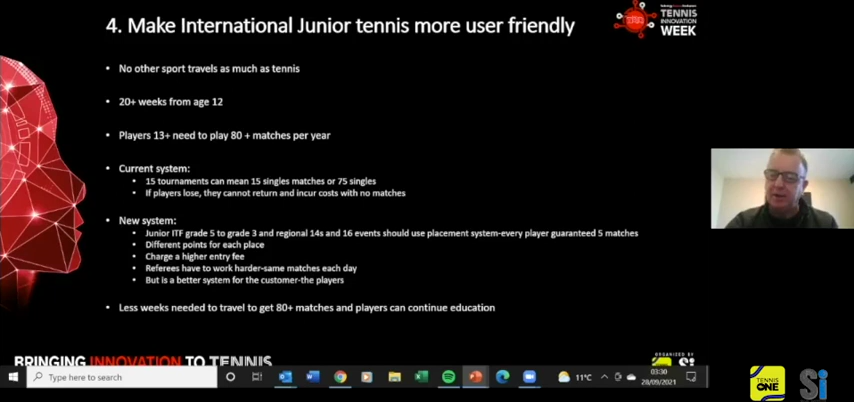 4. Make International Junior tennis more user friendly
TENNIS
INNOVATION
WEEK
• No other sport travels as much as tennis
• 20+ weeks from age 12
• Players 13+ need to play 80 + matches per year
• Current system:
• 15 tournaments can mean 15 singles matches or 75 singles
• If players lose, they cannot return and incur costs with no matches
• New system:
• Junior ITF grade 5 to grade 3 and regional 14s and 16 events should use placement system-every player guaranteed 5 matches
• Different points for each place
• Charge a higher entry fee
• Referees have to work harder-same matches each day
• But is a better system for the customer-the players
• Less weeks needed to travel to get 80+ matches and players can continue education
BRINGING INNOVATION TO TENNIS
ORGANIZED BY
Si
Type here to search
11°C
03:30
28/09/2021
TENNIS
ONE
Si